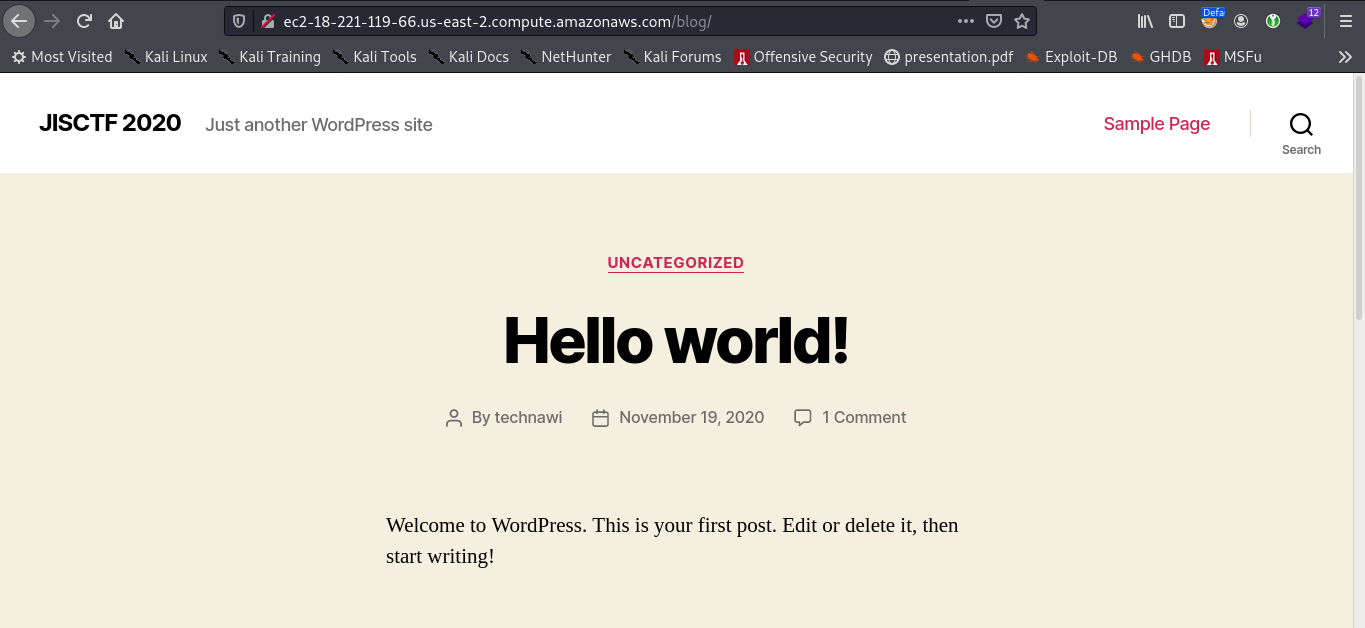 ec2-18-221-119-66.us-east-2.compute.amazonaws.com/blog/
Defa
12
Most Visited Kali Linux Kali Training Kali Tools Kali Docs NetHunter Kali Forums Offensive Security presentation.pdf Exploit-DB GHDB MSFu
JISCTF 2020 Just another WordPress site Sample Page
Search
UNCATEGORIZED
Hello world!
By technawi November 19, 2020 1 Comment
Welcome to WordPress. This is your first post. Edit or delete it, then
start writing!